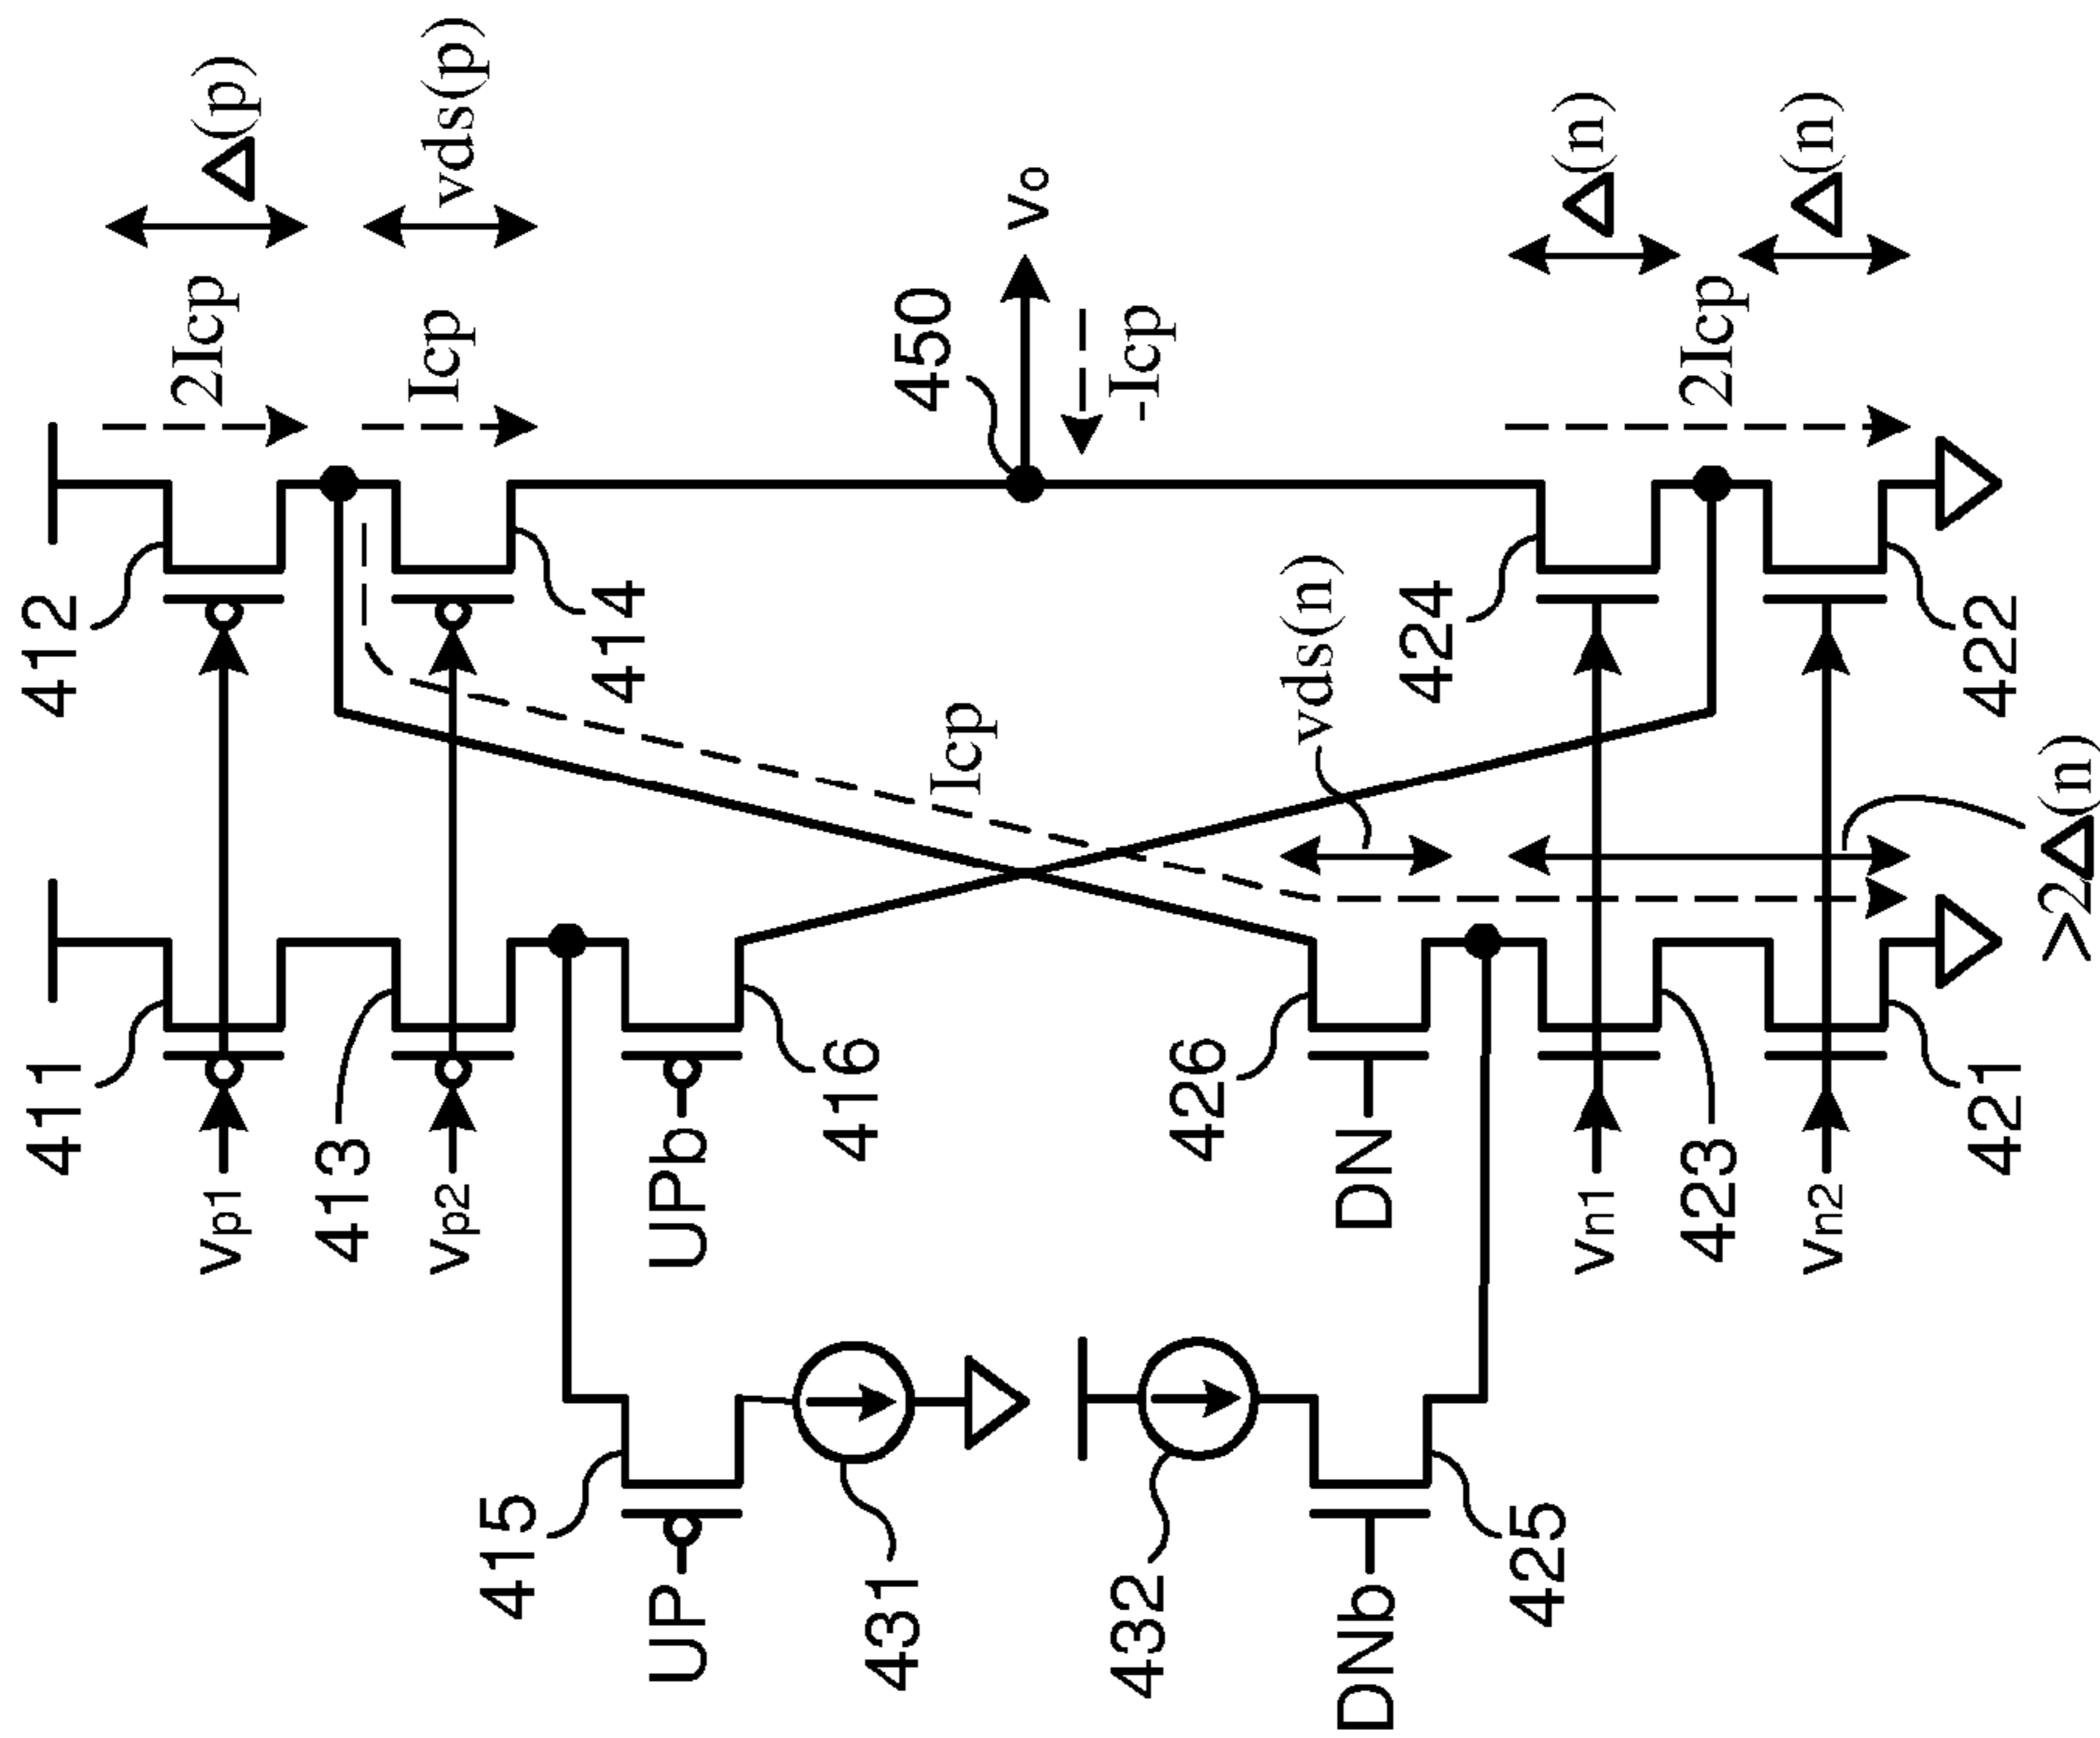 412
2Icp
Δ(p)
Icp
vds(p)
414
411
Vp1
413
Vp2
UPb
416
415
UP
431
450
Vo
-Icp
Icp
432
DNb
425
426
DN
vds(n)
424
2Icp
Δ(n)
Δ(n)
Vn1
423
Vn2
422
421
>2Δ(n)